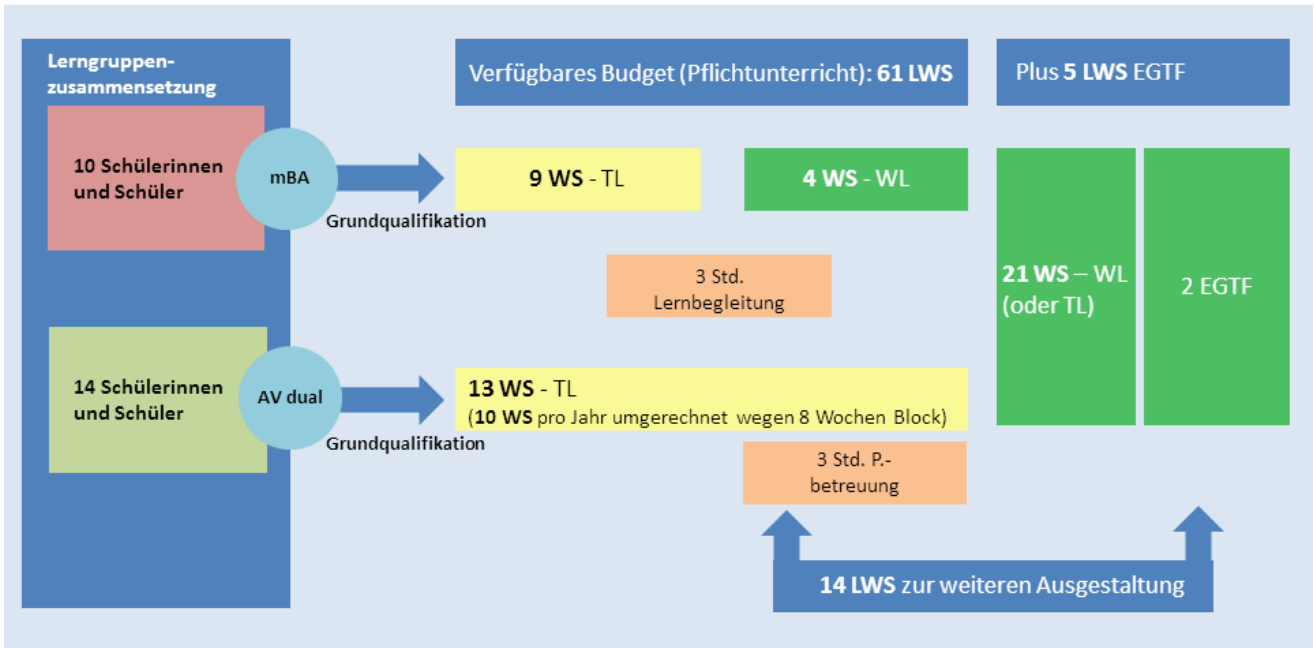 Lerngruppen-
zusammensetzung
Verfügbares Budget (Pflichtunterricht): 61 LWS
Plus 5 LWS EGTF
10 Schülerinnen
und Schüler
mBA
Grundqualifikation
9 WS - TL
4 WS - WL
3 Std.
Lernbegleitung
21 WS – WL
(oder TL)
2 EGTF
14 Schülerinnen
und Schüler
AV dual
Grundqualifikation
13 WS - TL
(10 WS pro Jahr umgerechnet wegen 8 Wochen Block)
3 Std. P.-
betreuung
14 LWS zur weiteren Ausgestaltung